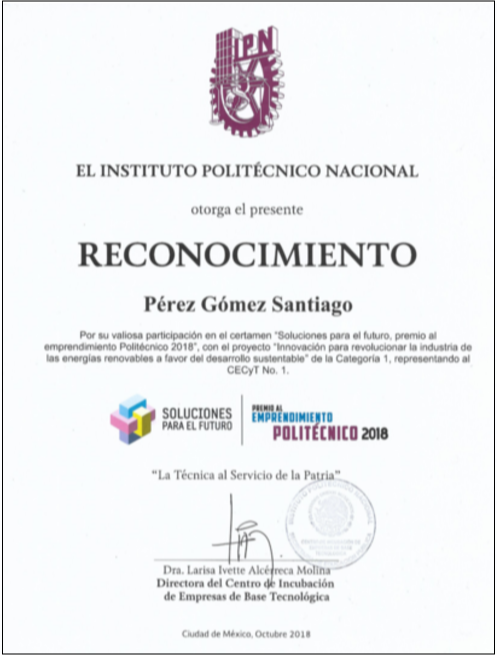 IPN
EL INSTITUTO POLITÉCNICO NACIONAL
otorga el presente
RECONOCIMIENTO
Pérez Gómez Santiago
Por su valiosa participación en el certamen "Soluciones para el futuro, premio al
emprendimiento Politécnico 2018", con el proyecto "Innovación para revolucionar la industria de
las energías renovables a favor del desarrollo sustentable" de la Categoría 1, representando al
CECyT No. 1.
SOLUCIONES
PARA EL FUTURO
PREMIO AL
EMPRENDIMIENTO
POLITÉCNICO 2018
"La Técnica al Servicio de la Patria"
Dra. Larisa Ivette Alcérreca Molina
Directora del Centro de Incubación
de Empresas de Base Tecnológica
Ciudad de México, Octubre 2018